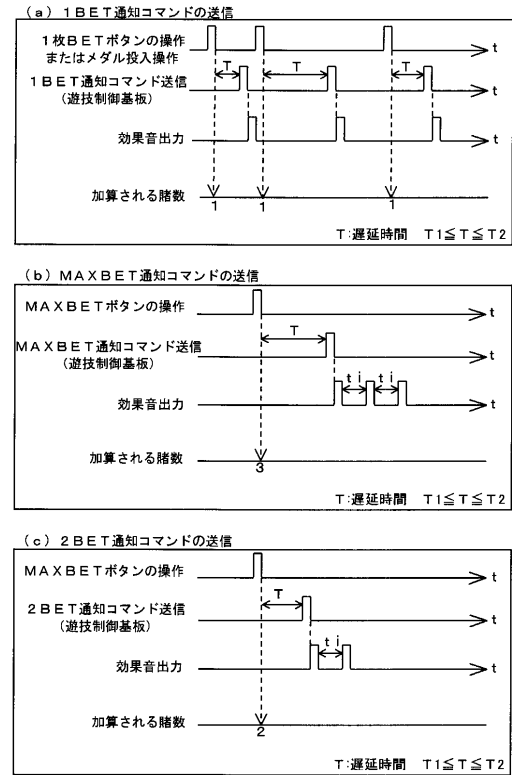 （a）１ＢＥＴ通知コマンドの送信
１枚ＢＥＴボタンの操作
またはメダル投入操作
t
T
T
T
１ＢＥＴ通知コマンド送信
（遊技制御基板）
t
効果音出力
t
加算される賭数
1
1
1
T：遅延時間　T1≦T≦T2
（b）ＭＡＸＢＥＴ通知コマンドの送信
ＭＡＸＢＥＴボタンの操作
t
T
ＭＡＸＢＥＴ通知コマンド送信
（遊技制御基板）
t
ti
ti
効果音出力
t
加算される賭数
3
T：遅延時間　T1≦T≦T2
（c）２ＢＥＴ通知コマンドの送信
ＭＡＸＢＥＴボタンの操作
t
T
２ＢＥＴ通知コマンド送信
（遊技制御基板）
t
ti
効果音出力
t
加算される賭数
2
T：遅延時間　T1≦T≦T2